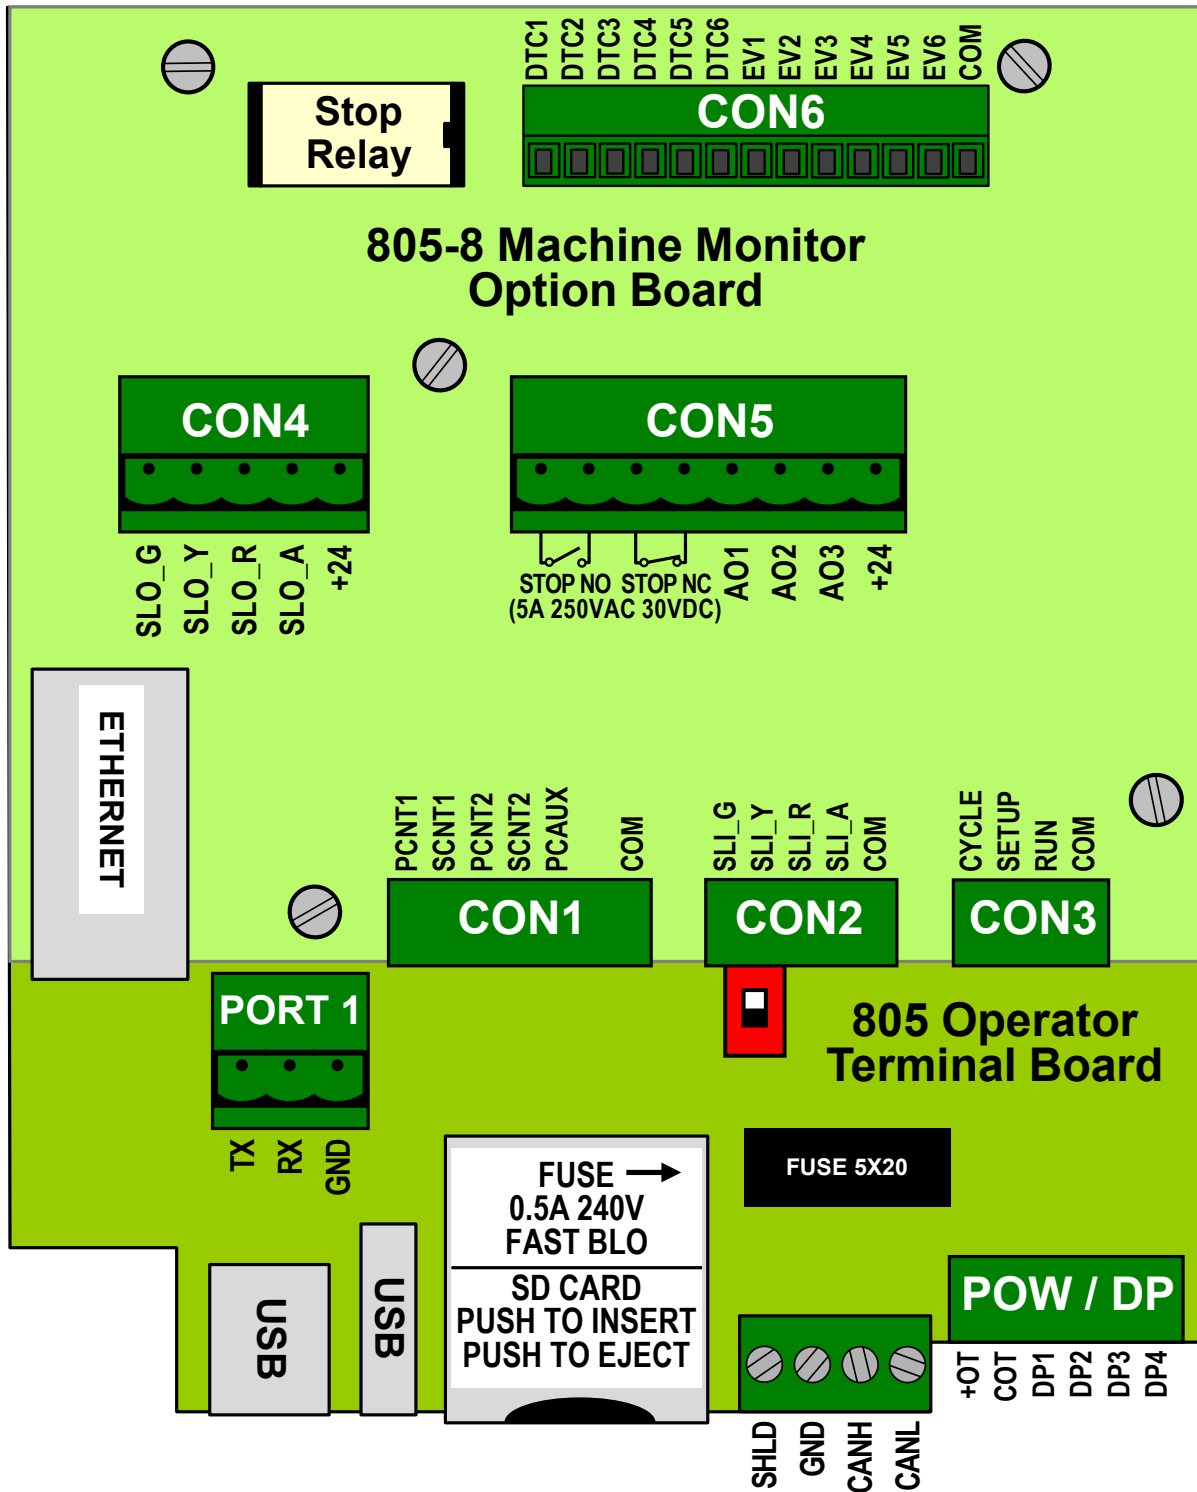 DTC1
DTC2
DTC3
DTC4
DTC5
DTC6
EV1
EV2
EV3
EV4
EV5
EV6
COM
Stop
Relay
CON6
805-8 Machine Monitor
Option Board
CON4
CON5
SLO_G
SLO_Y
SLO_R
SLO_A
+24
STOP NO
STOP NC
(5A 250VAC 30VDC)
AO1
AO2
AO3
+24
ETHERNET
PCNT1
SCNT1
PCNT2
SCNT2
PCAUX
COM
SLI_G
SLI_Y
SLI_R
SLI_A
COM
CYCLE
SETUP
RUN
COM
CON1
CON2
CON3
PORT 1
805 Operator
Terminal Board
TX
RX
GND
FUSE
0.5A 240V
FAST BLO
FUSE 5X20
SD CARD
PUSH TO INSERT
PUSH TO EJECT
USB
USB
POW / DP
+OT
COT
DP1
DP2
DP3
DP4
SHLD
GND
CANH
CANL